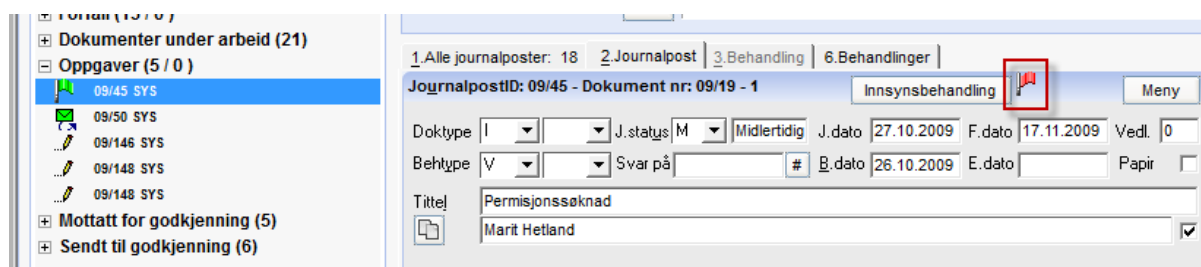 Dokumenter under arbeid (21)
Oppgaver (5 / 0 )
09/45 SYS
09/50 SYS
09/146 SYS
09/148 SYS
09/148 SYS
Mottatt for godkjenning (5)
Sendt til godkjenning (6)
1.Alle journalposter: 18 2.Journalpost 3.Behandling 6.Behandlinger
JournalpostID: 09/45 - Dokument nr: 09/19 - 1 Innsynsbehandling Meny
Doktype I J.status M Midlertidig J.dato 27.10.2009 F.dato 17.11.2009 Vedl. 0
Behtype V Svar på # B.dato 26.10.2009 E.dato Papir
Tittel Permisjonssøknad
Marit Hetland